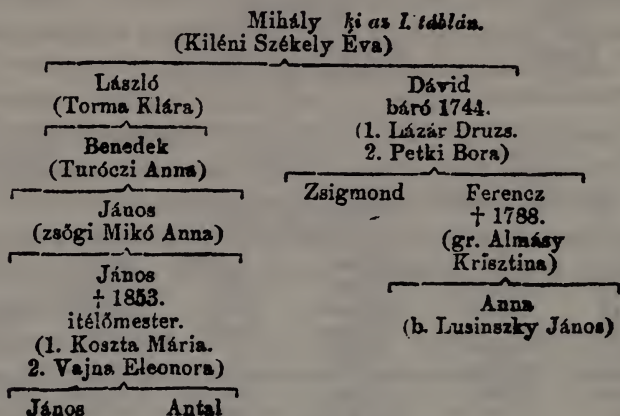 Mihály ki az I. táblán.
(Kiléni Székely Éva)
László
(Torma Klára)
Dávid
báró 1744.
(1. Lázár Druzs.
2. Petki Bora)
Benedek
(Turóczi Anna)
Zsigmond
Ferencz
† 1788.
(gr. Almásy
Krisztina)
János
(zsőgi Mikó Anna)
János
† 1853.
itélőmester.
(1. Koszta Mária.
2. Vajna Eleonora)
Anna
(b. Lusinszky János)
János Antal